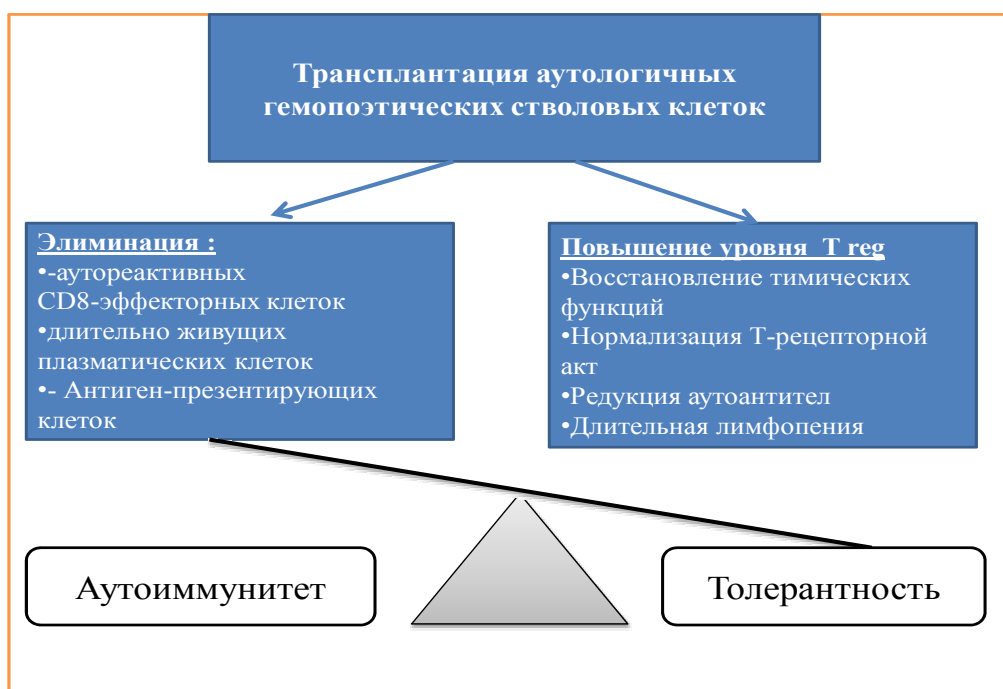 Трансплантация аутологичных
гемопоэтических стволовых клеток
Элиминация :
•-аутореактивных
CD8-эффекторных клеток
•длительно живущих
плазматических клеток
•- Антиген-презентирующих
клеток
Повышение уровня T reg
•Восстановление тимических
функций
•Нормализация Т-рецепторной
акт
•Редукция аутоантител
•Длительная лимфопения
Аутоиммунитет
Толерантность